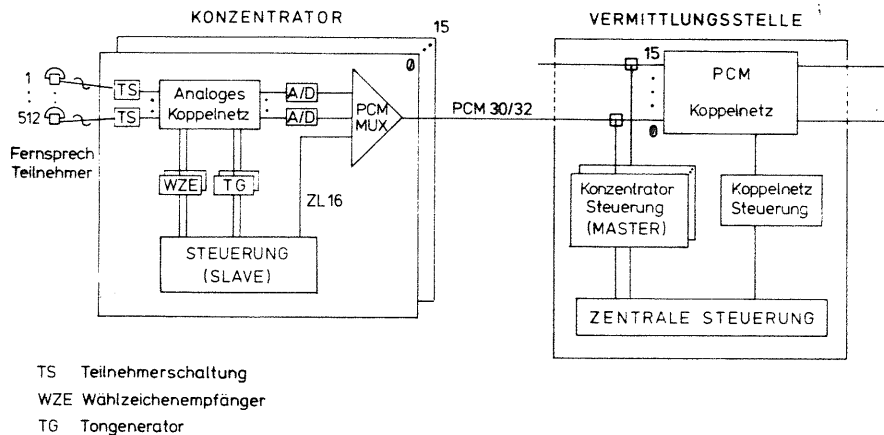 KONZENTRATOR
15
0
1
512
Fernsprech
Teilnehmer
TS
TS
Analoges
Koppelnetz
A/D
A/D
PCM
MUX
WZE
TG
ZL 16
STEUERUNG
(SLAVE)
PCM 30/32
VERMITTLUNGSSTELLE
15
0
PCM
Koppelnetz
Konzentrator
Steuerung
(MASTER)
Koppelnetz
Steuerung
ZENTRALE STEUERUNG
TS Teilnehmerschaltung
WZE Wählzeichenempfänger
TG Tongenerator